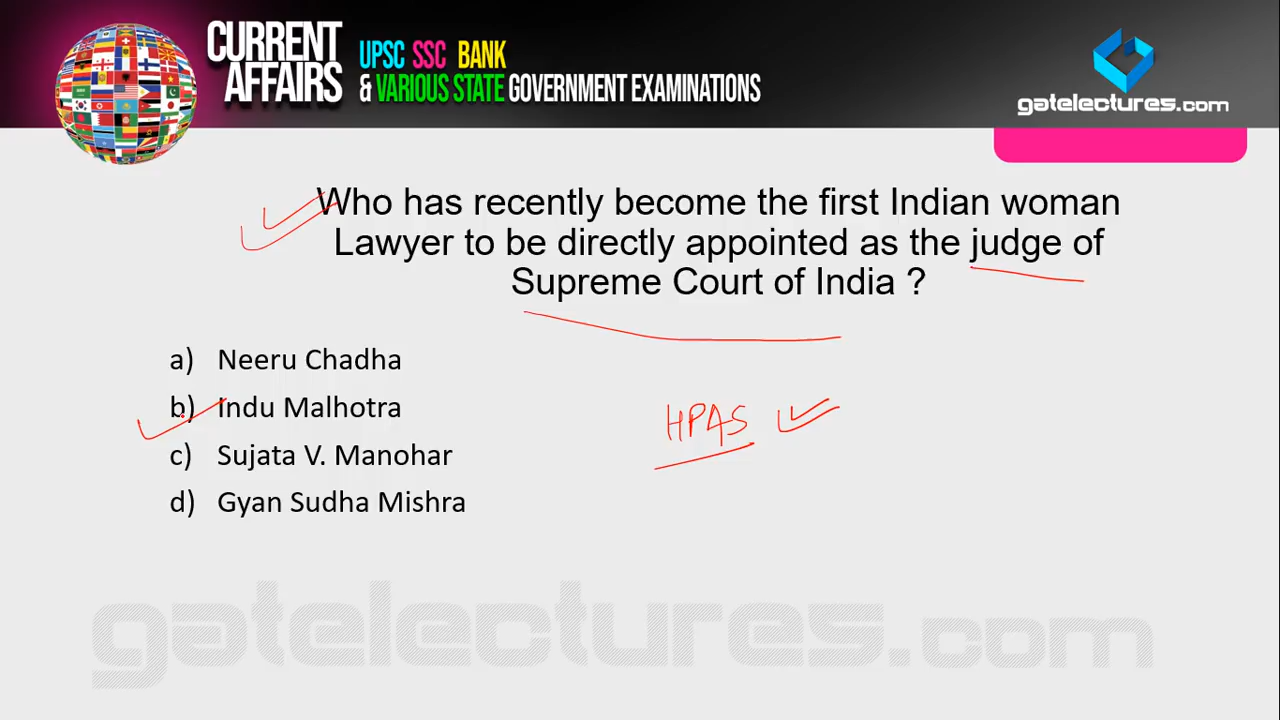 CURRENT
AFFAIRS
UPSC SSC BANK
& VARIOUS STATE GOVERNMENT EXAMINATIONS
gatelectures.com
Who has recently become the first Indian woman
Lawyer to be directly appointed as the judge of
Supreme Court of India ?
a) Neeru Chadha
b) Indu Malhotra
HPAS
c) Sujata V. Manohar
d) Gyan Sudha Mishra
gatelectures.com